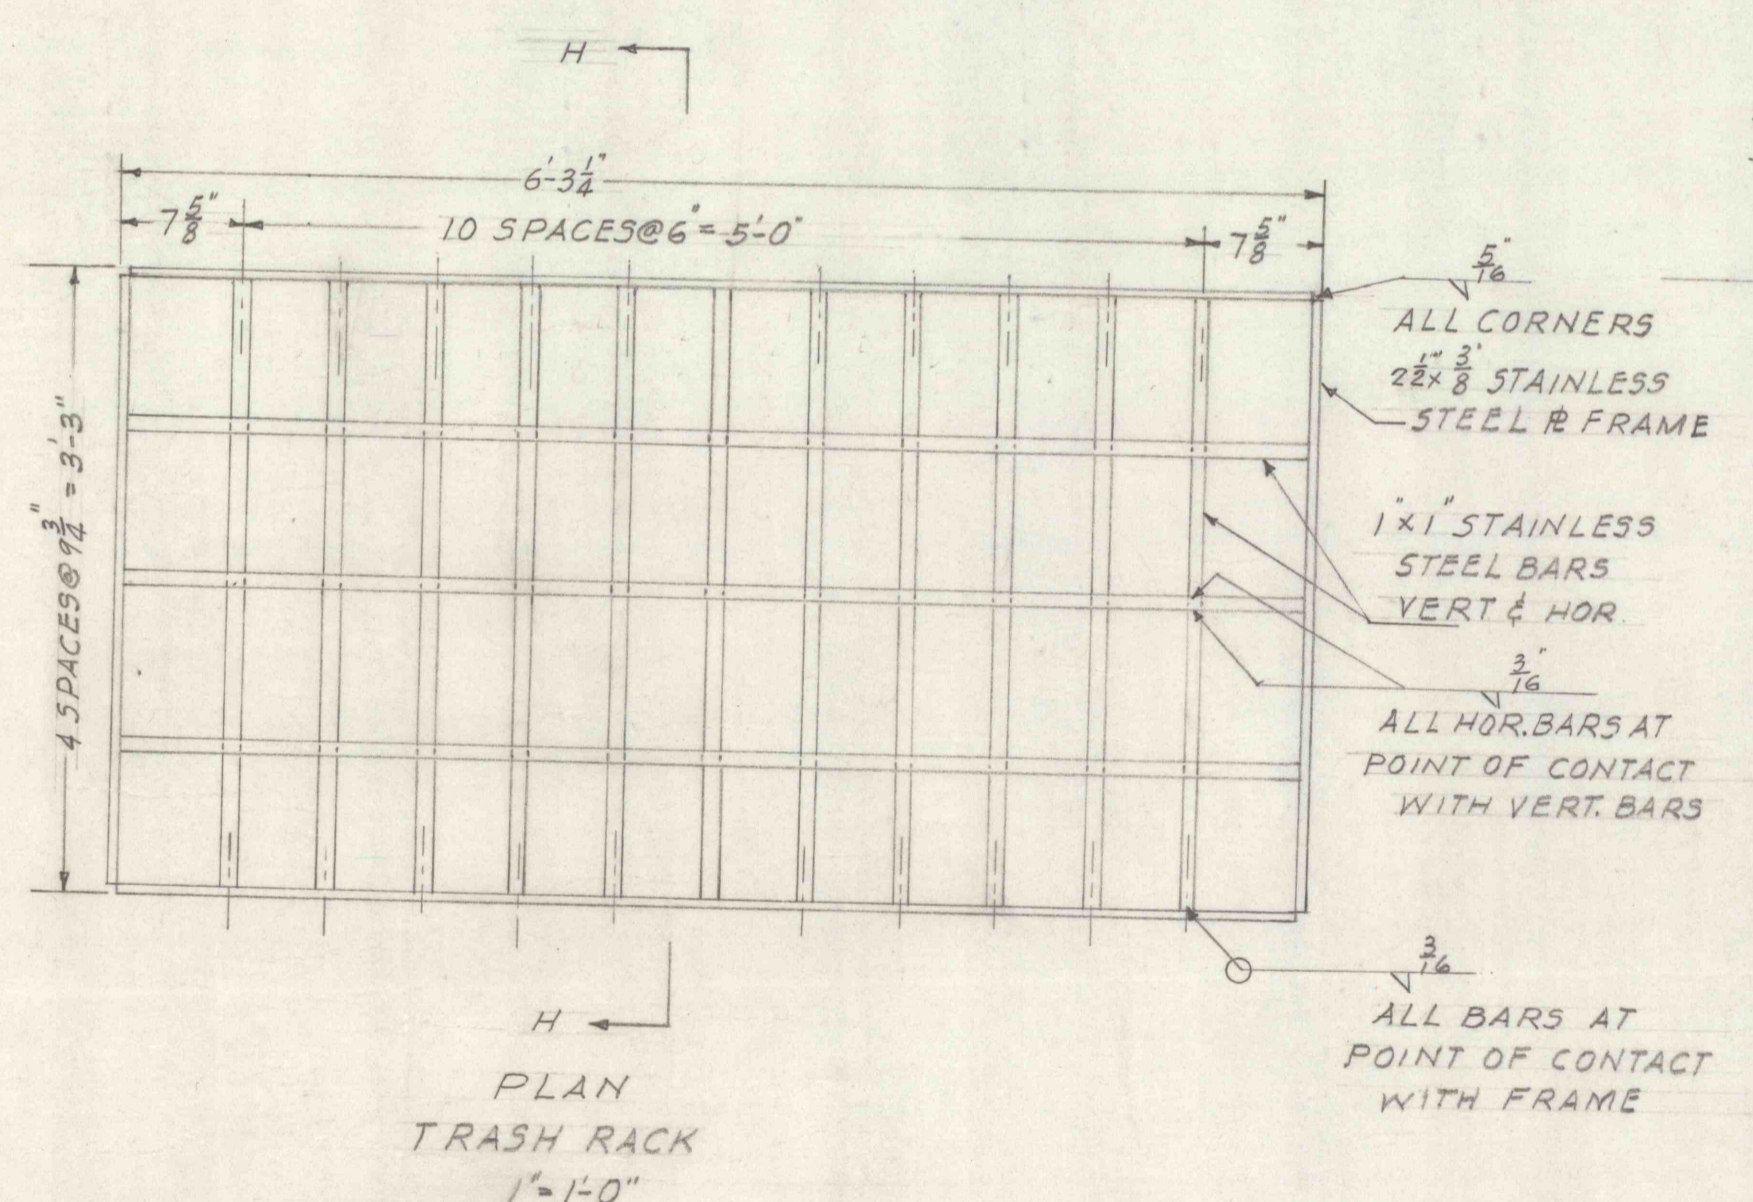 H
6'-3 1/4"
7 5/8"
10 SPACES@6" = 5'-0"
7 5/8"
4 SPACES@9 3/4" = 3'-3"
5/16"
ALL CORNERS
2 1/2" x 3/8" STAINLESS
STEEL ⅊ FRAME
1" x 1" STAINLESS
STEEL BARS
VERT & HOR.
3/16"
ALL HOR. BARS AT
POINT OF CONTACT
WITH VERT. BARS
3/16
ALL BARS AT
POINT OF CONTACT
WITH FRAME
H
PLAN
TRASH RACK
1" = 1'-0"